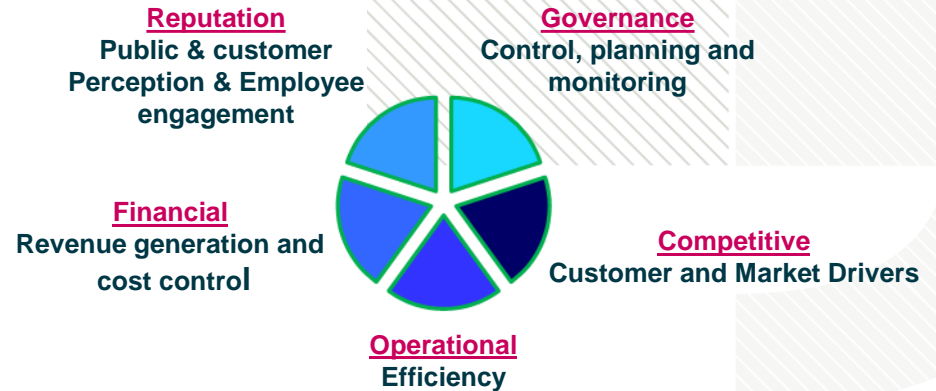 Reputation
Public & customer
Perception & Employee
engagement
Governance
Control, planning and
monitoring
Financial
Revenue generation and
cost control
Competitive
Customer and Market Drivers
Operational
Efficiency